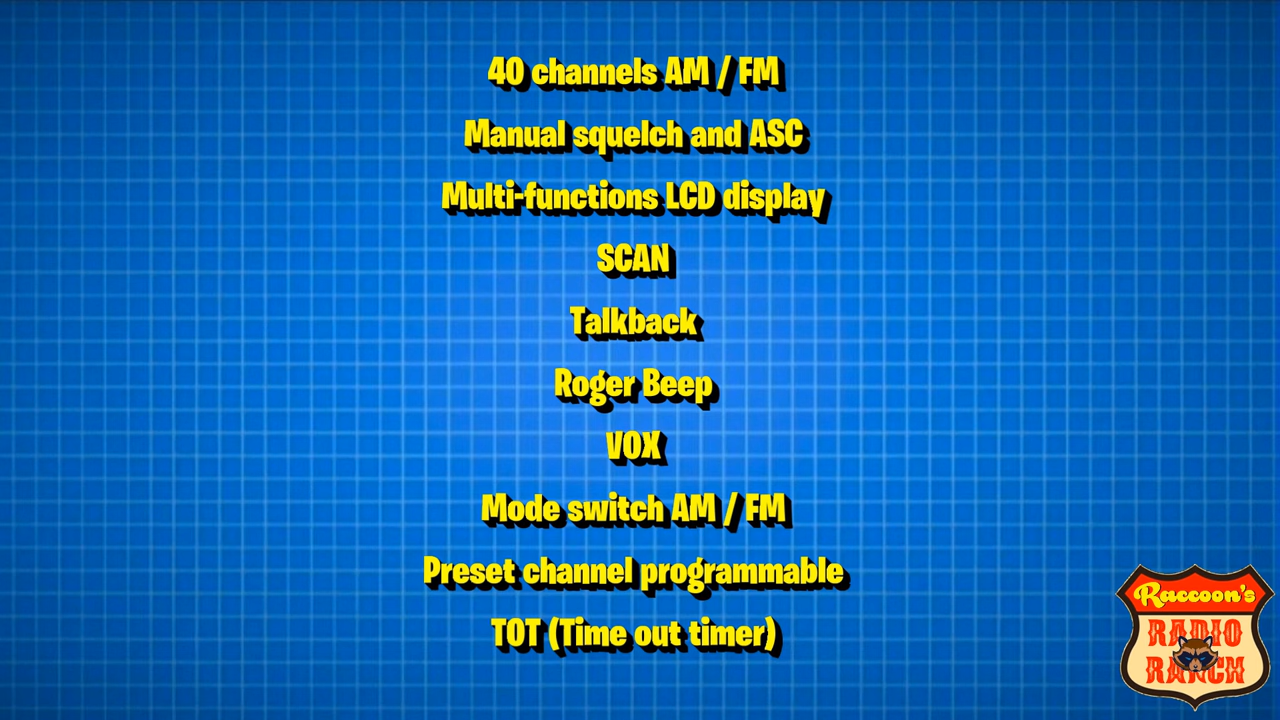 40 channels AM / FM
Manual squelch and ASC
Multi-functions LCD display
SCAN
Talkback
Roger Beep
VOX
Mode switch AM / FM
Preset channel programmable
TOT (Time out timer)
Raccoon's
RADIO
RANCH